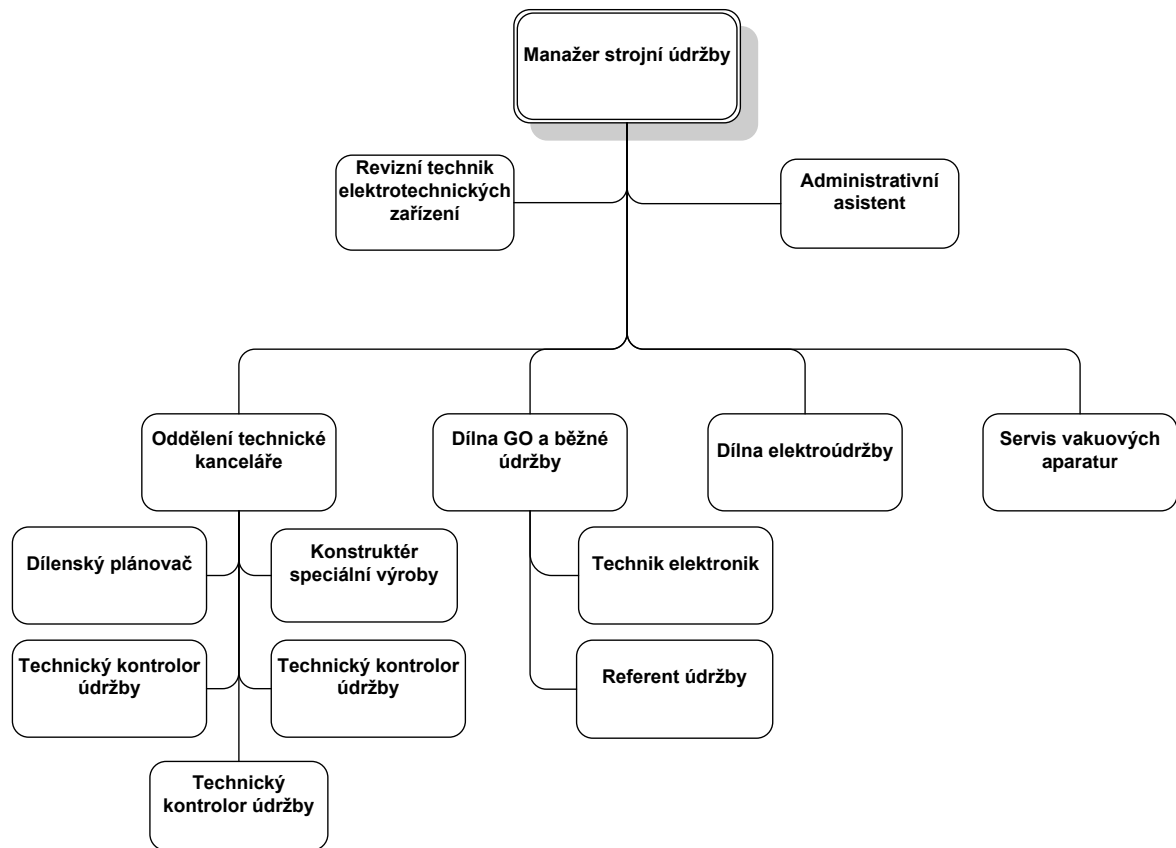 Manažer strojní údržby
Revizní technik
elektrotechnických
zařízení
Administrativní
asistent
Oddělení technické
kanceláře
Dílna GO a běžné
údržby
Dílna elektroúdržby
Servis vakuových
aparatur
Dílenský plánovač
Konstruktér
speciální výroby
Technik elektronik
Technický kontrolor
údržby
Technický kontrolor
údržby
Referent údržby
Technický
kontrolor údržby